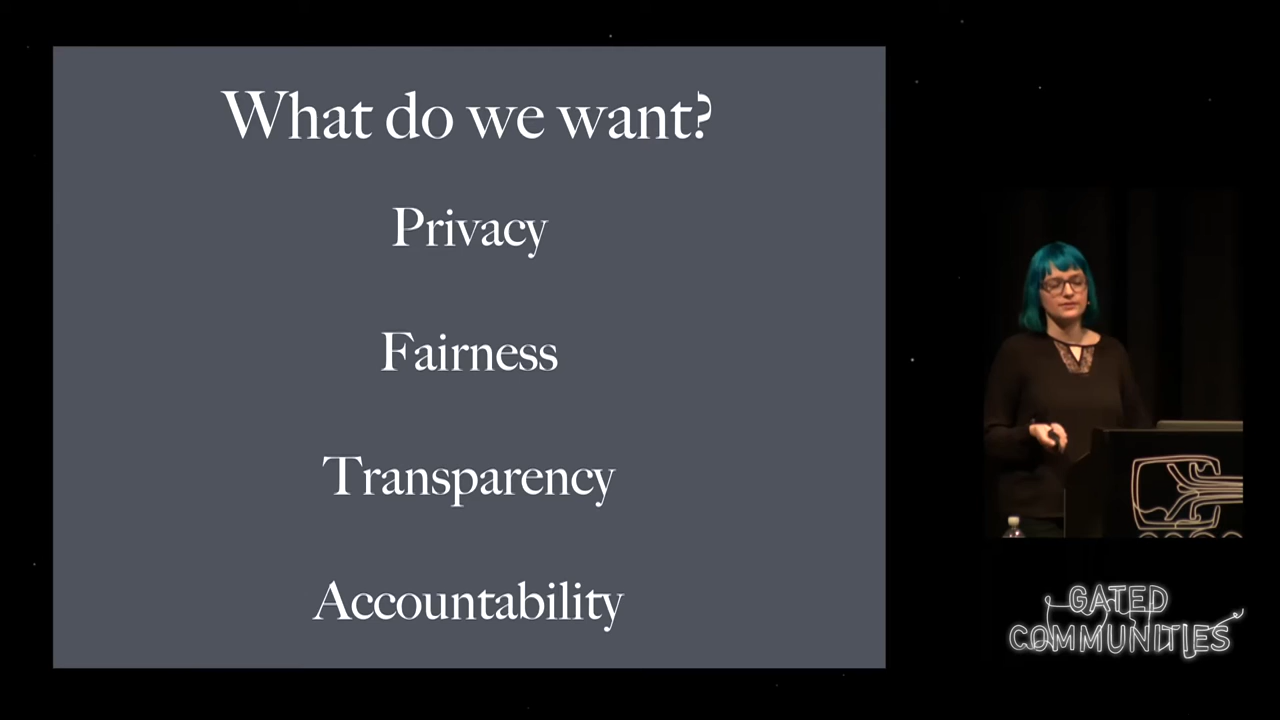 What do we want?
Privacy
Fairness
Transparency
Accountability
GATED
COMMUNITIES